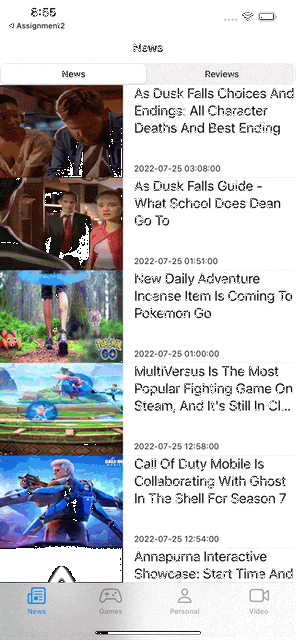 8:55
Assignment2
News
News
Reviews
As Dusk Falls Choices And
Endings: All Character
Deaths And Best Ending
2022-07-25 03:08:00
As Dusk Falls Guide -
What School Does Dean
Go To
2022-07-25 01:51:00
New Daily Adventure
Incense Item Is Coming To
Pokemon Go
POKÉMON
GO
2022-07-25 01:00:00
MultiVersus Is The Most
Popular Fighting Game On
Steam, And It's Still In Cl...
2022-07-25 12:58:00
Call Of Duty Mobile Is
Collaborating With Ghost
In The Shell For Season 7
2022-07-25 12:54:00
Annapurna Interactive
Showcase: Start Time And
News
Games
Personal
Video